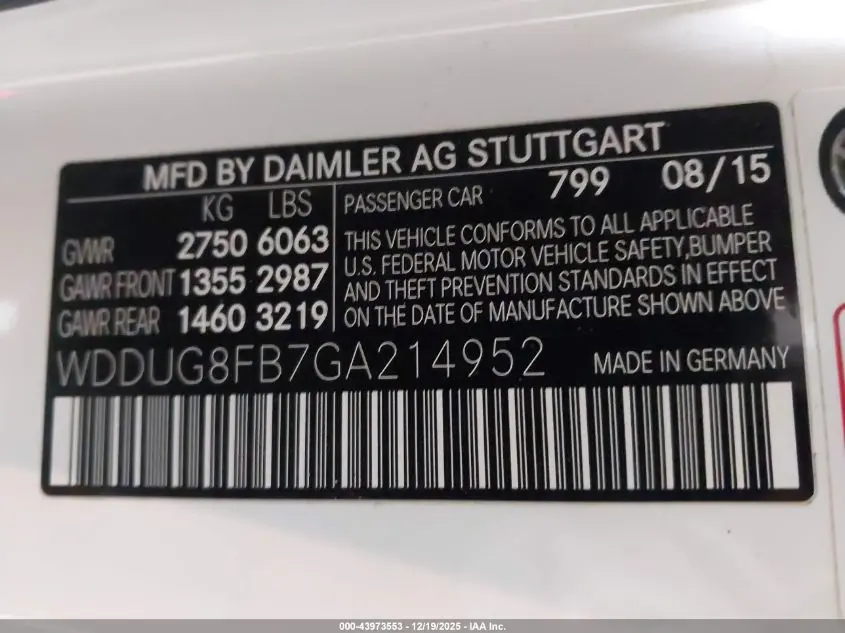 MFD BY DAIMLER AG STUTTGART
KG LBS
GVWR 2750 6063
GAWR FRONT 1355 2987
GAWR REAR 1460 3219
PASSENGER CAR 799 08/15
THIS VEHICLE CONFORMS TO ALL APPLICABLE
U.S. FEDERAL MOTOR VEHICLE SAFETY,BUMPER
AND THEFT PREVENTION STANDARDS IN EFFECT
ON THE DATE OF MANUFACTURE SHOWN ABOVE
WDDUG8FB7GA214952 MADE IN GERMANY
000-43973553 — 12/19/2025 — IAA Inc.